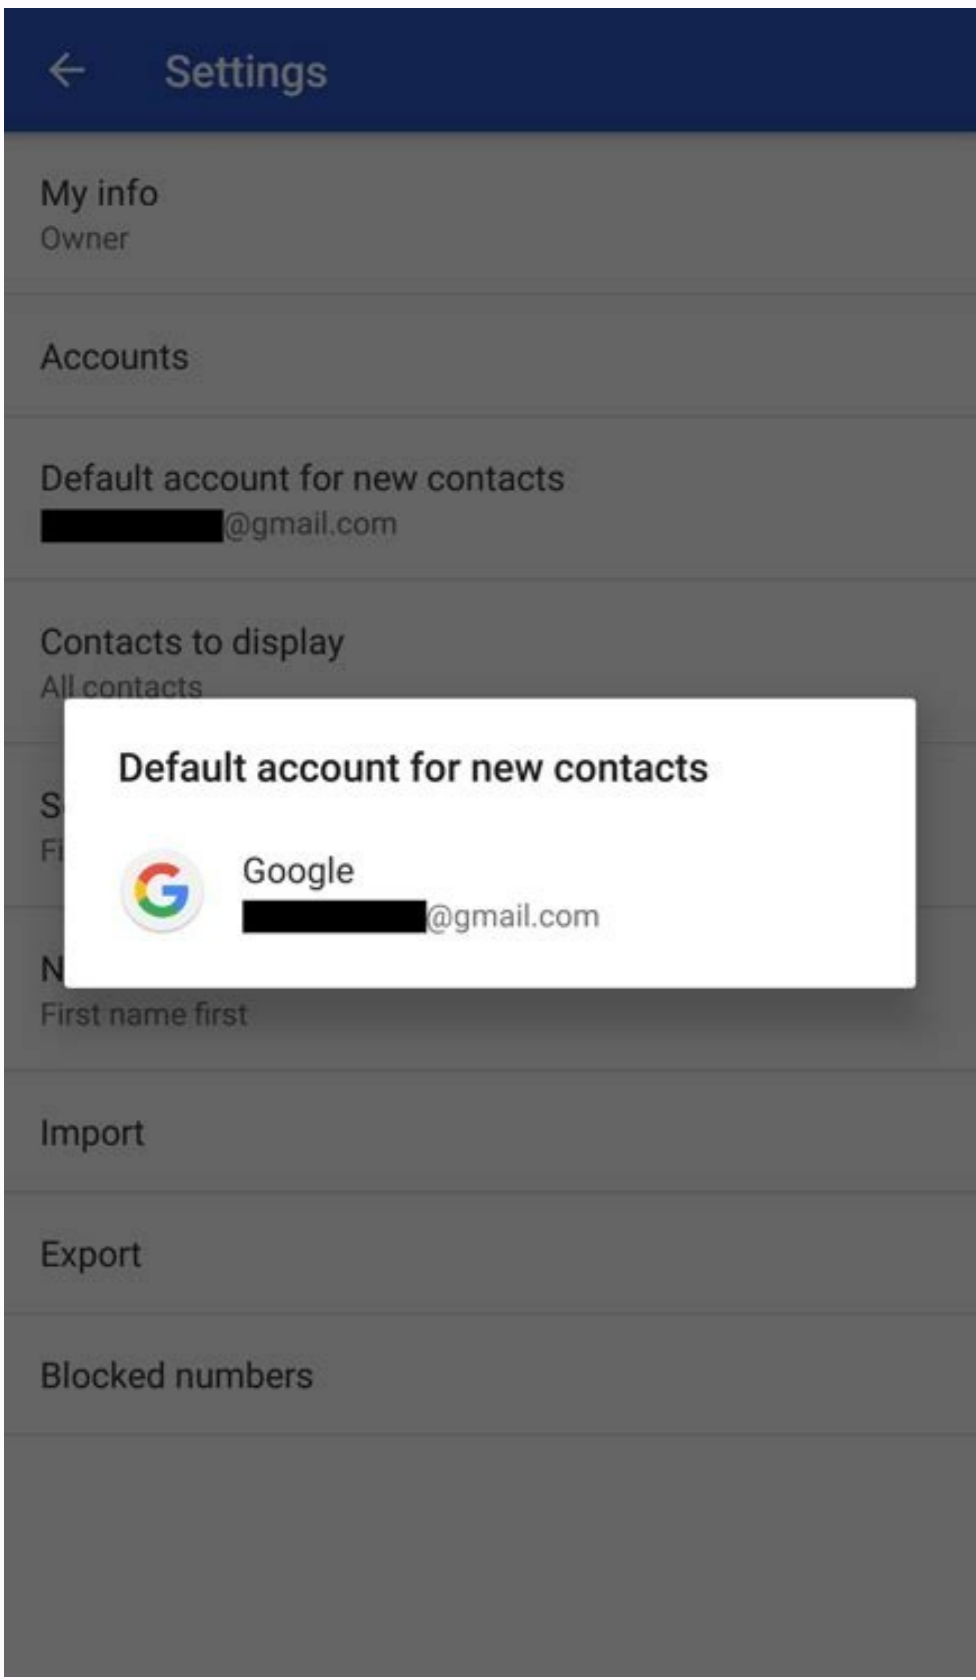 Settings
My info
Owner
Accounts
Default account for new contacts
@gmail.com
Contacts to display
All contacts
Default account for new contacts
Google
@gmail.com
First name first
Import
Export
Blocked numbers